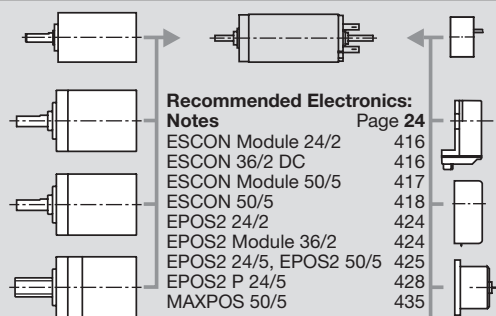 Recommended Electronics:
Notes Page 24
ESCON Module 24/2 416
ESCON 36/2 DC 416
ESCON Module 50/5 417
ESCON 50/5 418
EPOS2 24/2 424
EPOS2 Module 36/2 424
EPOS2 24/5, EPOS2 50/5 425
EPOS2 P 24/5 428
MAXPOS 50/5 435